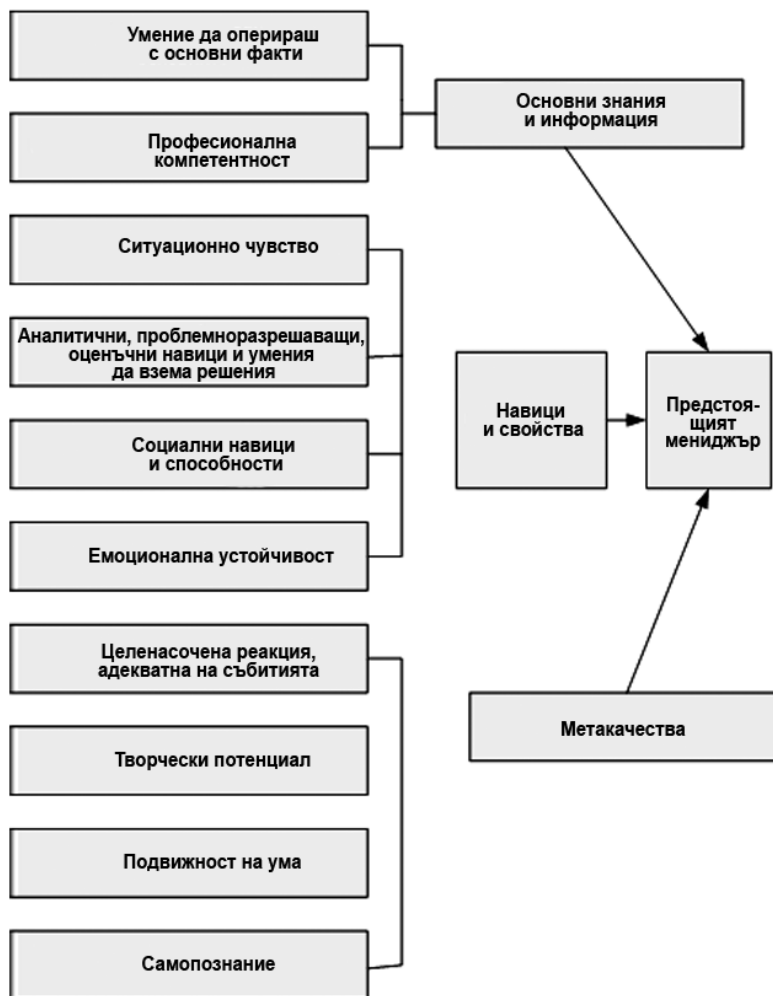 Умение да оперираш
с основни факти
Професионална
компетентност
Ситуационно чувство
Аналитични, проблемноразрешаващи,
оценъчни навици и умения
да взема решения
Социални навици
и способности
Емоционална устойчивост
Целенасочена реакция,
адекватна на събитията
Творчески потенциал
Подвижност на ума
Самопознание
Основни знания
и информация
Навици
и свойства
Предстоя-
щият
мениджър
Метакачества